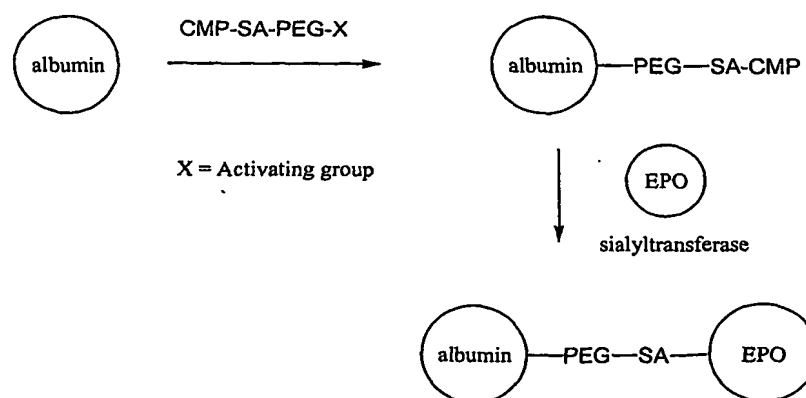 CMP-SA-PEG-X
albumin
albumin PEG SA-CMP
X = Activating group
EPO
sialyltransferase
albumin PEG SA EPO